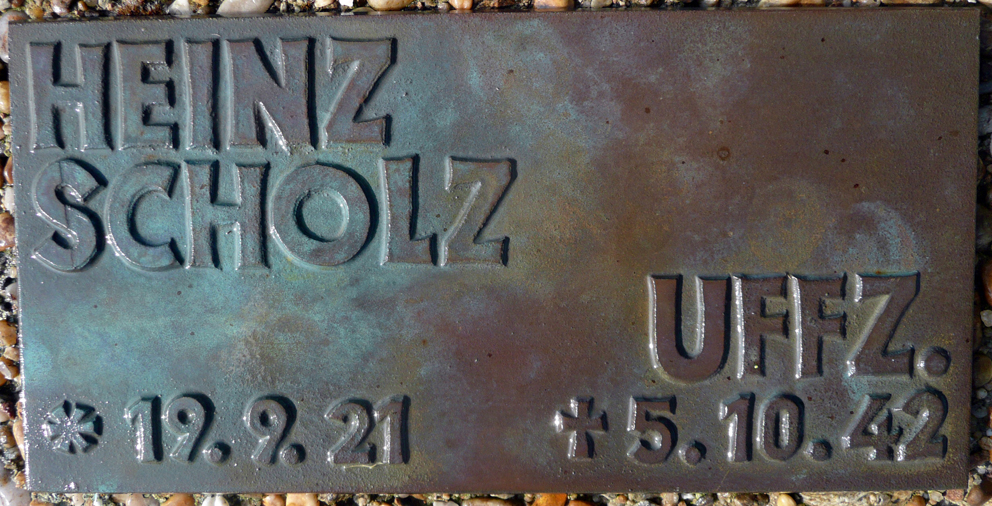 HEINZ
SCHOLZ
UFFZ.
* 19.9.21 † 5.10.42